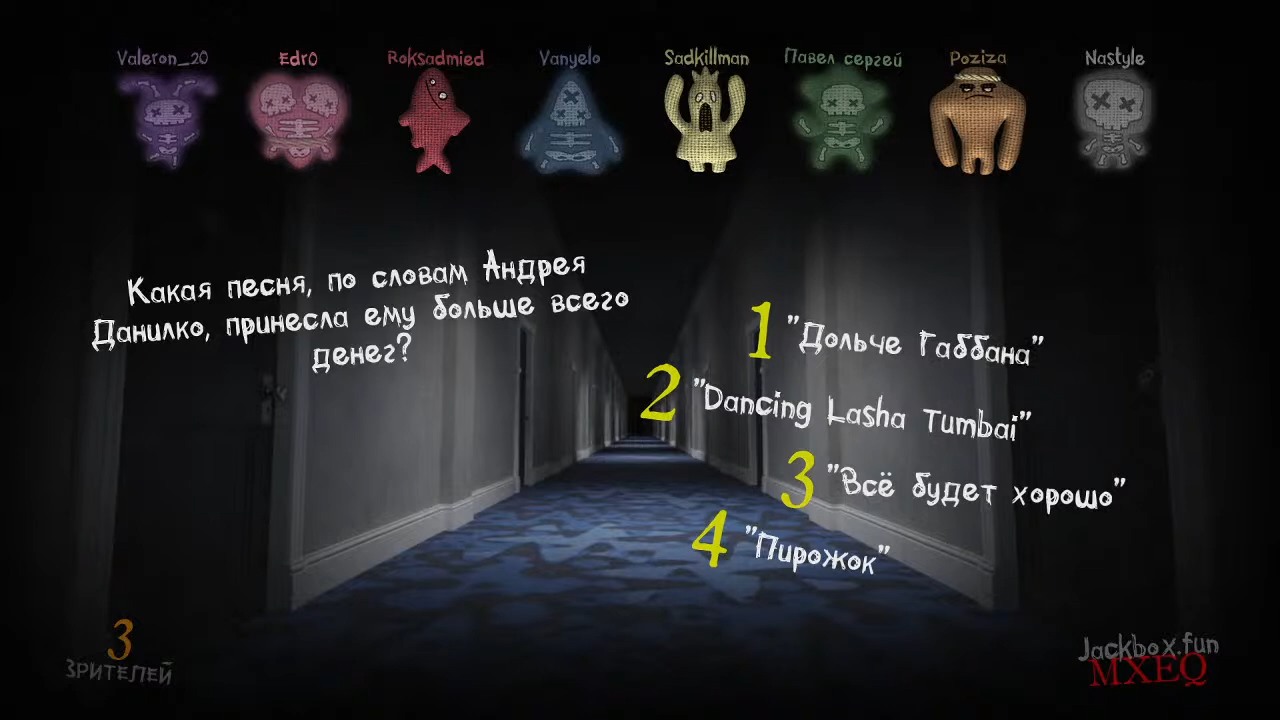 Valeron_20
Edr0
Roksadmied
Vanyelo
Sadkillman
Павел сергей
Poziza
Nastyle
Какая песня, по словам Андрея
Данилко, принесла ему больше всего
денег?
1 "Дольче Габбана"
2 "Dancing Lasha Tumbai"
3 "Всё будет хорошо"
4 "Пирожок"
3
ЗРИТЕЛЕЙ
Jackbox.fun
MXEQ